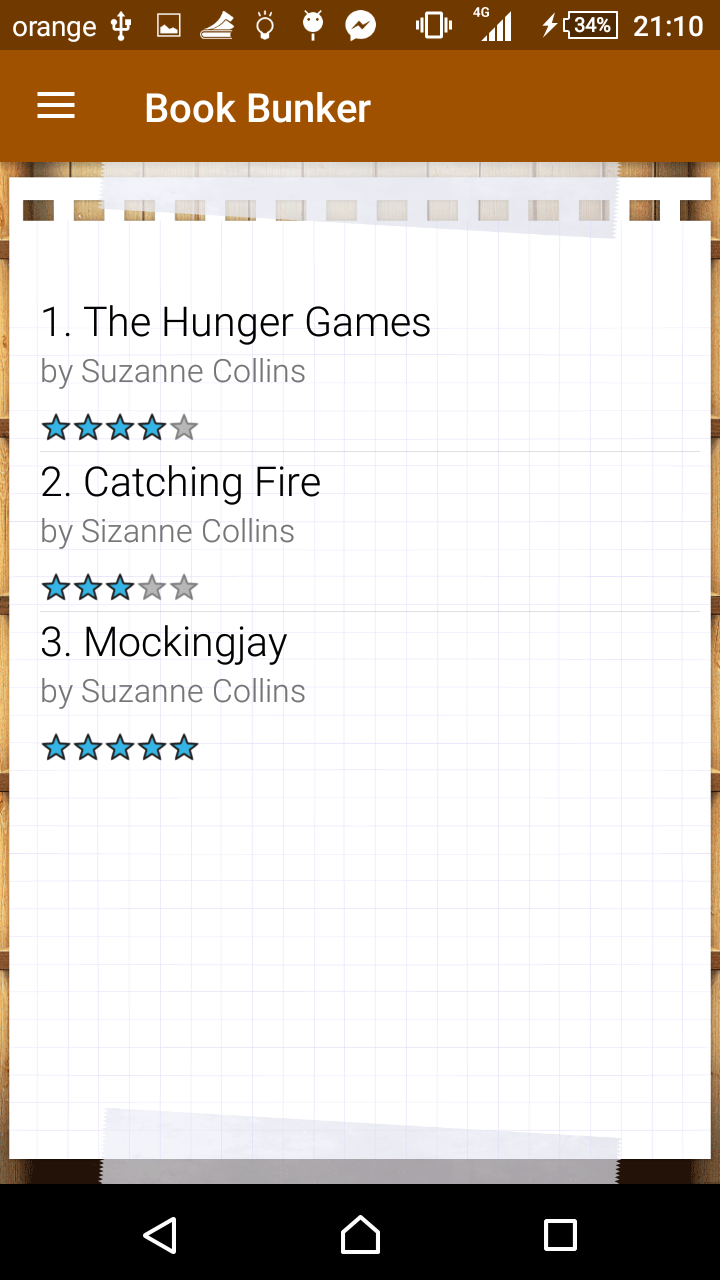 orange 4G 34% 21:10
Book Bunker
1. The Hunger Games
by Suzanne Collins
2. Catching Fire
by Sizanne Collins
3. Mockingjay
by Suzanne Collins